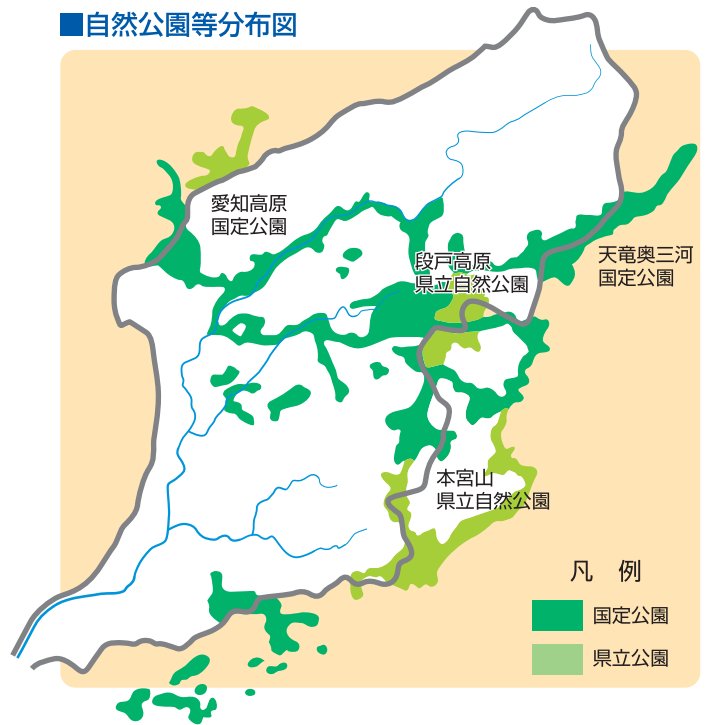 ■自然公園等分布図
愛知高原
国定公園
天竜奥三河
国定公園
段戸高原
県立自然公園
本宮山
県立自然公園
凡 例
国定公園
県立公園